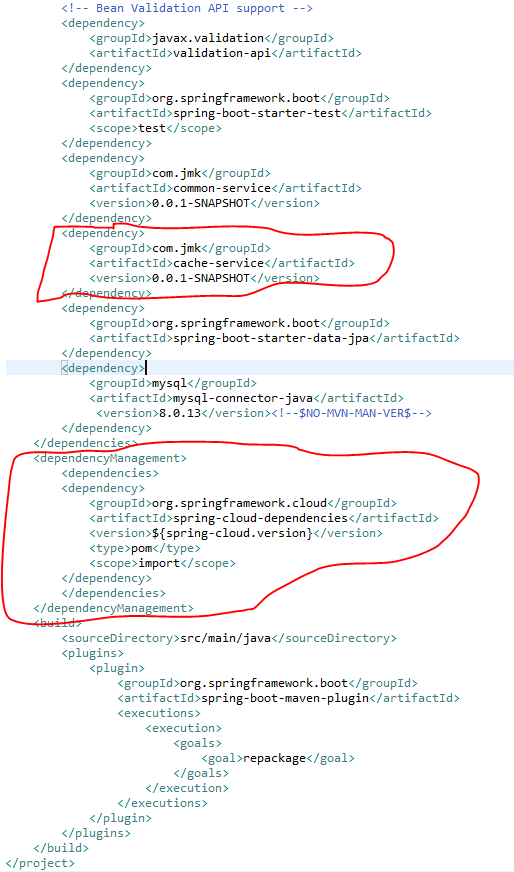 <!-- Bean Validation API support -->
<dependency>
<groupId>javax.validation</groupId>
<artifactId>validation-api</artifactId>
</dependency>
<dependency>
<groupId>org.springframework.boot</groupId>
<artifactId>spring-boot-starter-test</artifactId>
<scope>test</scope>
</dependency>
<dependency>
<groupId>com.jmk</groupId>
<artifactId>common-service</artifactId>
<version>0.0.1-SNAPSHOT</version>
</dependency>
<dependency>
<groupId>com.jmk</groupId>
<artifactId>cache-service</artifactId>
<version>0.0.1-SNAPSHOT</version>
</dependency>
<dependency>
<groupId>org.springframework.boot</groupId>
<artifactId>spring-boot-starter-data-jpa</artifactId>
</dependency>
<dependency>
<groupId>mysql</groupId>
<artifactId>mysql-connector-java</artifactId>
<version>8.0.13</version><!--$NO-MVN-MAN-VER$-->
</dependency>
</dependencies>
<dependencyManagement>
<dependencies>
<dependency>
<groupId>org.springframework.cloud</groupId>
<artifactId>spring-cloud-dependencies</artifactId>
<version>${spring-cloud.version}</version>
<type>pom</type>
<scope>import</scope>
</dependency>
</dependencies>
</dependencyManagement>
<build>
<sourceDirectory>src/main/java</sourceDirectory>
<plugins>
<plugin>
<groupId>org.springframework.boot</groupId>
<artifactId>spring-boot-maven-plugin</artifactId>
<executions>
<execution>
<goals>
<goal>repackage</goal>
</goals>
</execution>
</executions>
</plugin>
</plugins>
</build>
</project>